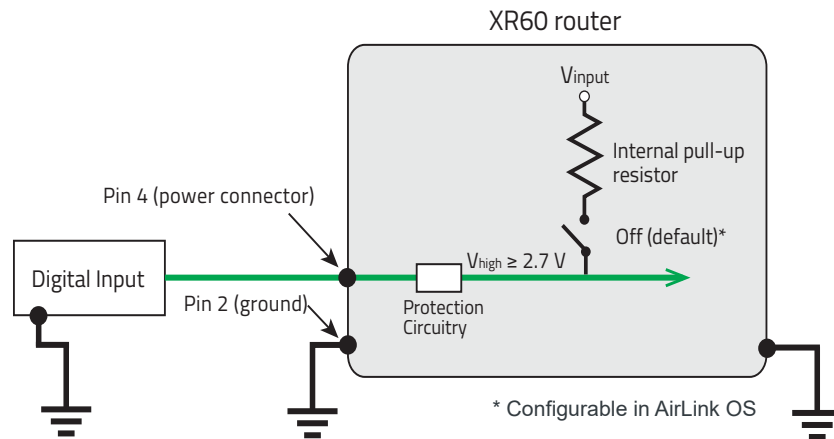 XR60 router
Vinput
Internal pull-up
resistor
Pin 4 (power connector)
Off (default)*
Vhigh ≥ 2.7 V
Digital Input
Pin 2 (ground)
Protection
Circuitry
* Configurable in AirLink OS